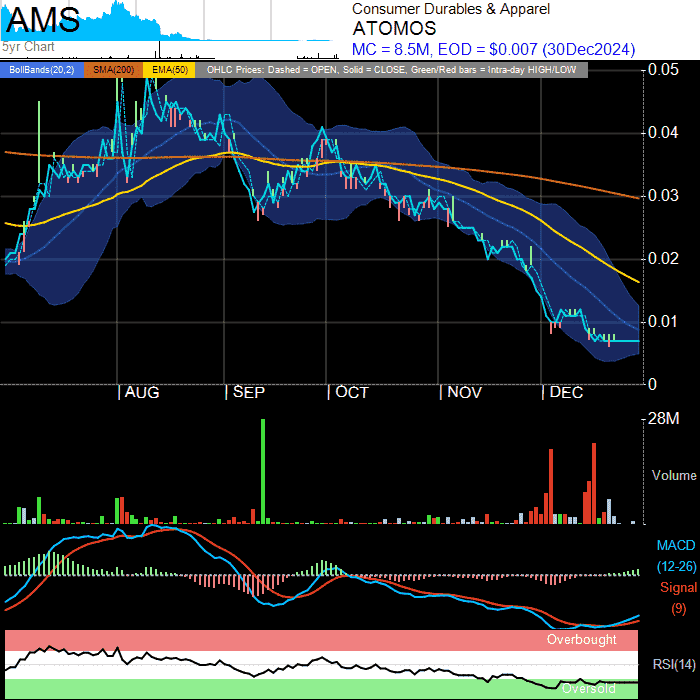 AMS
5yr Chart
Consumer Durables & Apparel
ATOMOS
MC = 8.5M, EOD = $0.007 (30Dec2024)
BollBands(20,2) SMA(200) EMA(50) OHLC Prices: Dashed = OPEN, Solid = CLOSE, Green/Red bars = Intra-day HIGH/LOW
0.05
0.04
0.03
0.02
0.01
0
AUG SEP OCT NOV DEC
28M
Volume
MACD
(12-26)
Signal
(9)
Overbought
RSI(14)
Oversold